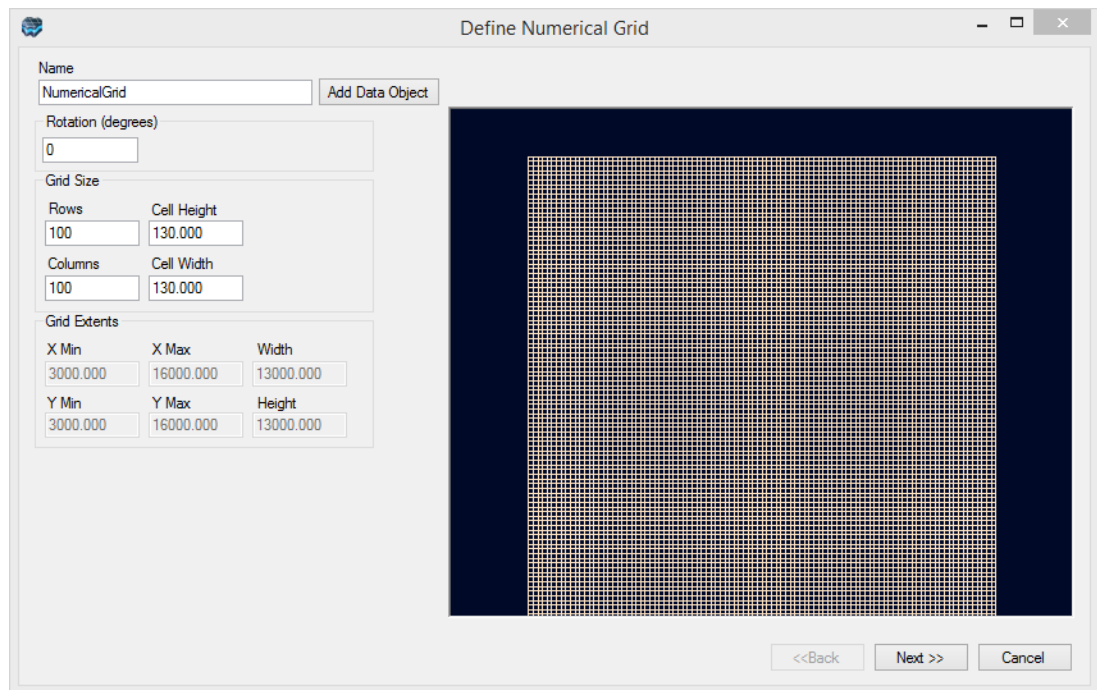 Define Numerical Grid
Name
NumericalGrid Add Data Object
Rotation (degrees)
0
Grid Size
Rows Cell Height
100 130.000
Columns Cell Width
100 130.000
Grid Extents
X Min X Max Width
3000.000 16000.000 13000.000
Y Min Y Max Height
3000.000 16000.000 13000.000
<<Back Next >> Cancel